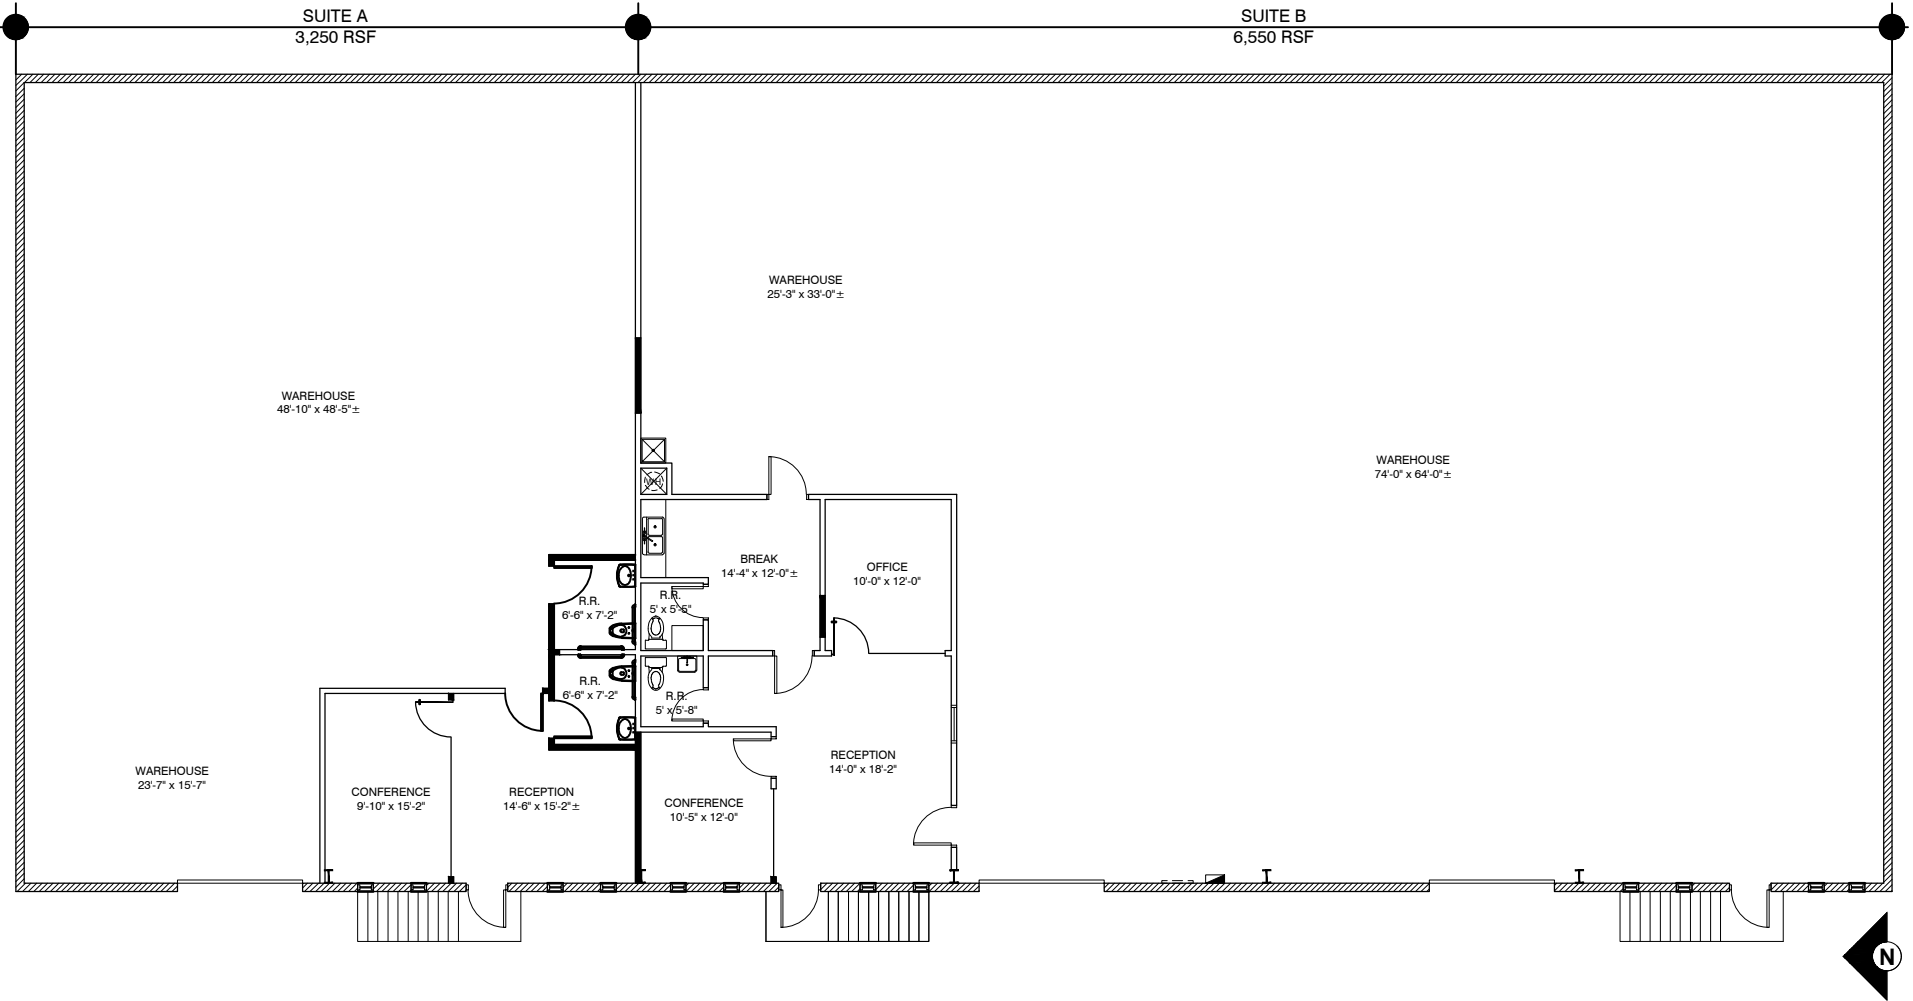 SUITE A
3,250 RSF
SUITE B
6,550 RSF
WAREHOUSE
25'-3" x 33'-0"±
WAREHOUSE
48'-10" x 48'-5"±
WAREHOUSE
74'-0" x 64'-0"±
WH
BREAK
14'-4" x 12'-0"±
OFFICE
10'-0" x 12'-0"
R.R.
6'-6" x 7'-2"
R.R.
5' x 5'-5"
R.R.
6'-6" x 7'-2"
R.R.
5' x 5'-8"
RECEPTION
14'-0" x 18'-2"
WAREHOUSE
23'-7" x 15'-7"
CONFERENCE
9'-10" x 15'-2"
RECEPTION
14'-6" x 15'-2"±
CONFERENCE
10'-5" x 12'-0"
N